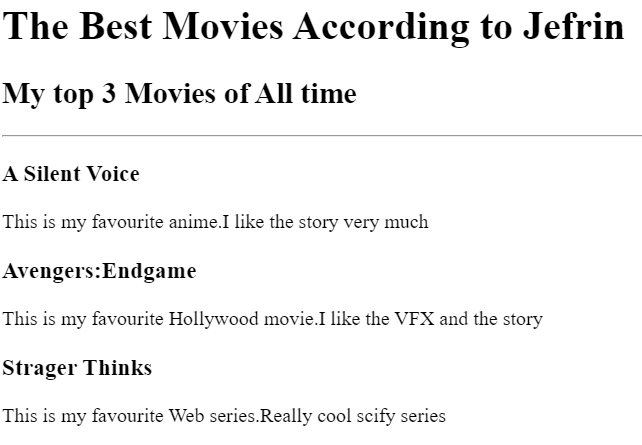 The Best Movies According to Jefrin
My top 3 Movies of All time
A Silent Voice
This is my favourite anime.I like the story very much
Avengers:Endgame
This is my favourite Hollywood movie.I like the VFX and the story
Strager Thinks
This is my favourite Web series.Really cool scify series